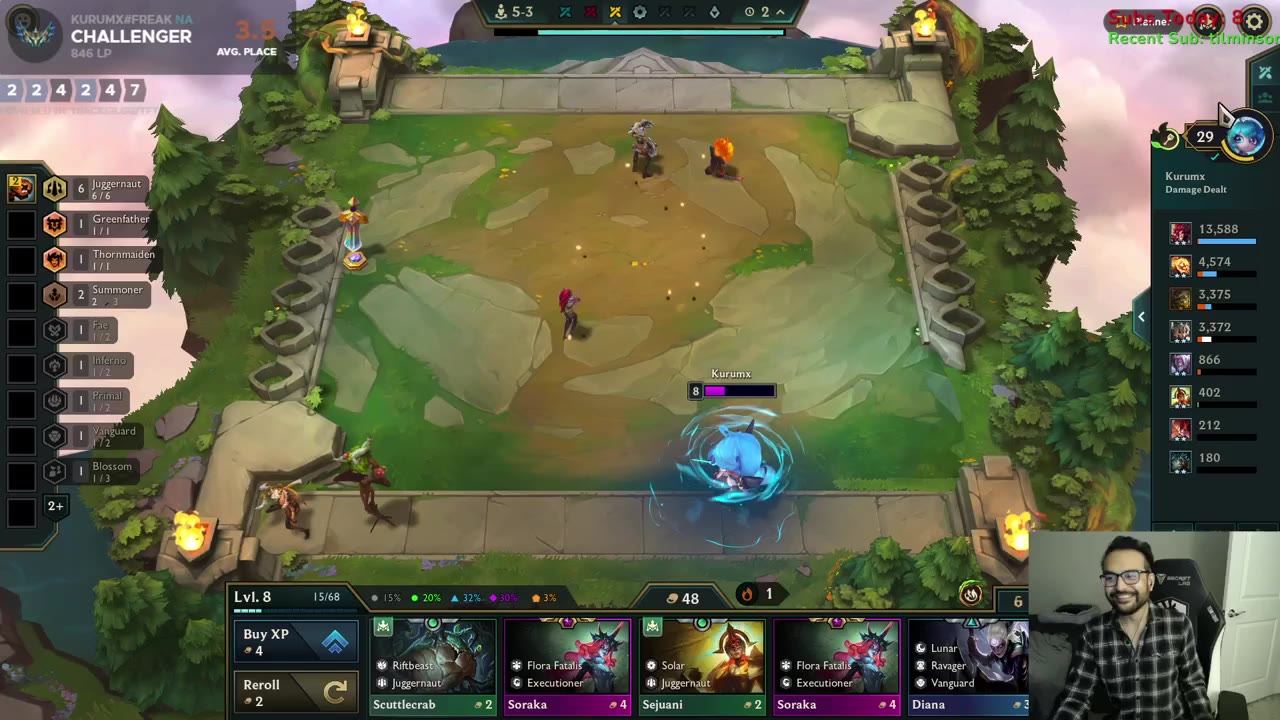 KURUMX#FREAK NA
CHALLENGER
846 LP
3.5
AVG. PLACE
2 2 4 2 4 7
5-3
2
Subs Today: 8
Recent Sub: tilminson
29
Kurumx
Damage Dealt
13,588
4,574
3,375
3,372
866
402
212
180
6 Juggernaut
6 / 6
1 Greenfather
1 / 1
1 Thornmaiden
1 / 1
2 Summoner
2 > 3
1 Fae
1 / 2
1 Inferno
1 / 2
1 Primal
1 / 2
1 Vanguard
1 / 2
1 Blossom
1 / 3
2+
Kurumx
8
Lvl. 8
15/68
15% 20% 32% 30% 3%
48
1
6
Buy XP
4
Reroll
2
Riftbeast
Juggernaut
Scuttlecrab 2
Flora Fatalis
Executioner
Soraka 4
Solar
Juggernaut
Sejuani 2
Flora Fatalis
Executioner
Soraka 4
Lunar
Ravager
Vanguard
Diana 3
SECRET LAB